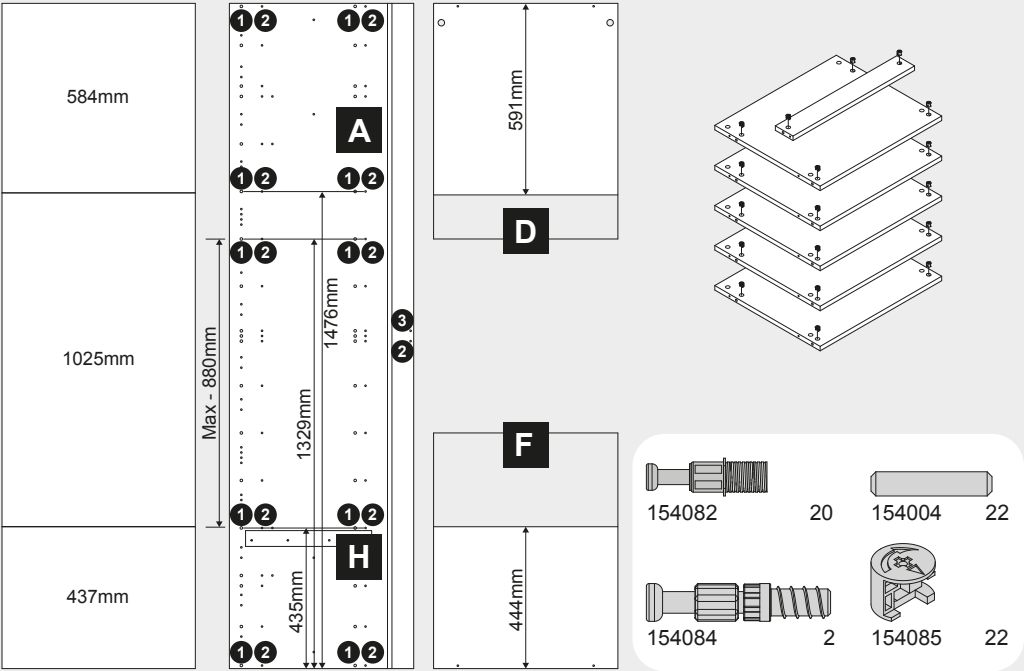 584mm
1025mm
437mm
1 2 1 2
A
1 2 1 2
1 2 1 2
3
2
1476mm
Max - 880mm
1329mm
1 2 1 2
H
435mm
1 2 1 2
591mm
D
F
444mm
154082 20
154004 22
154084 2
154085 22